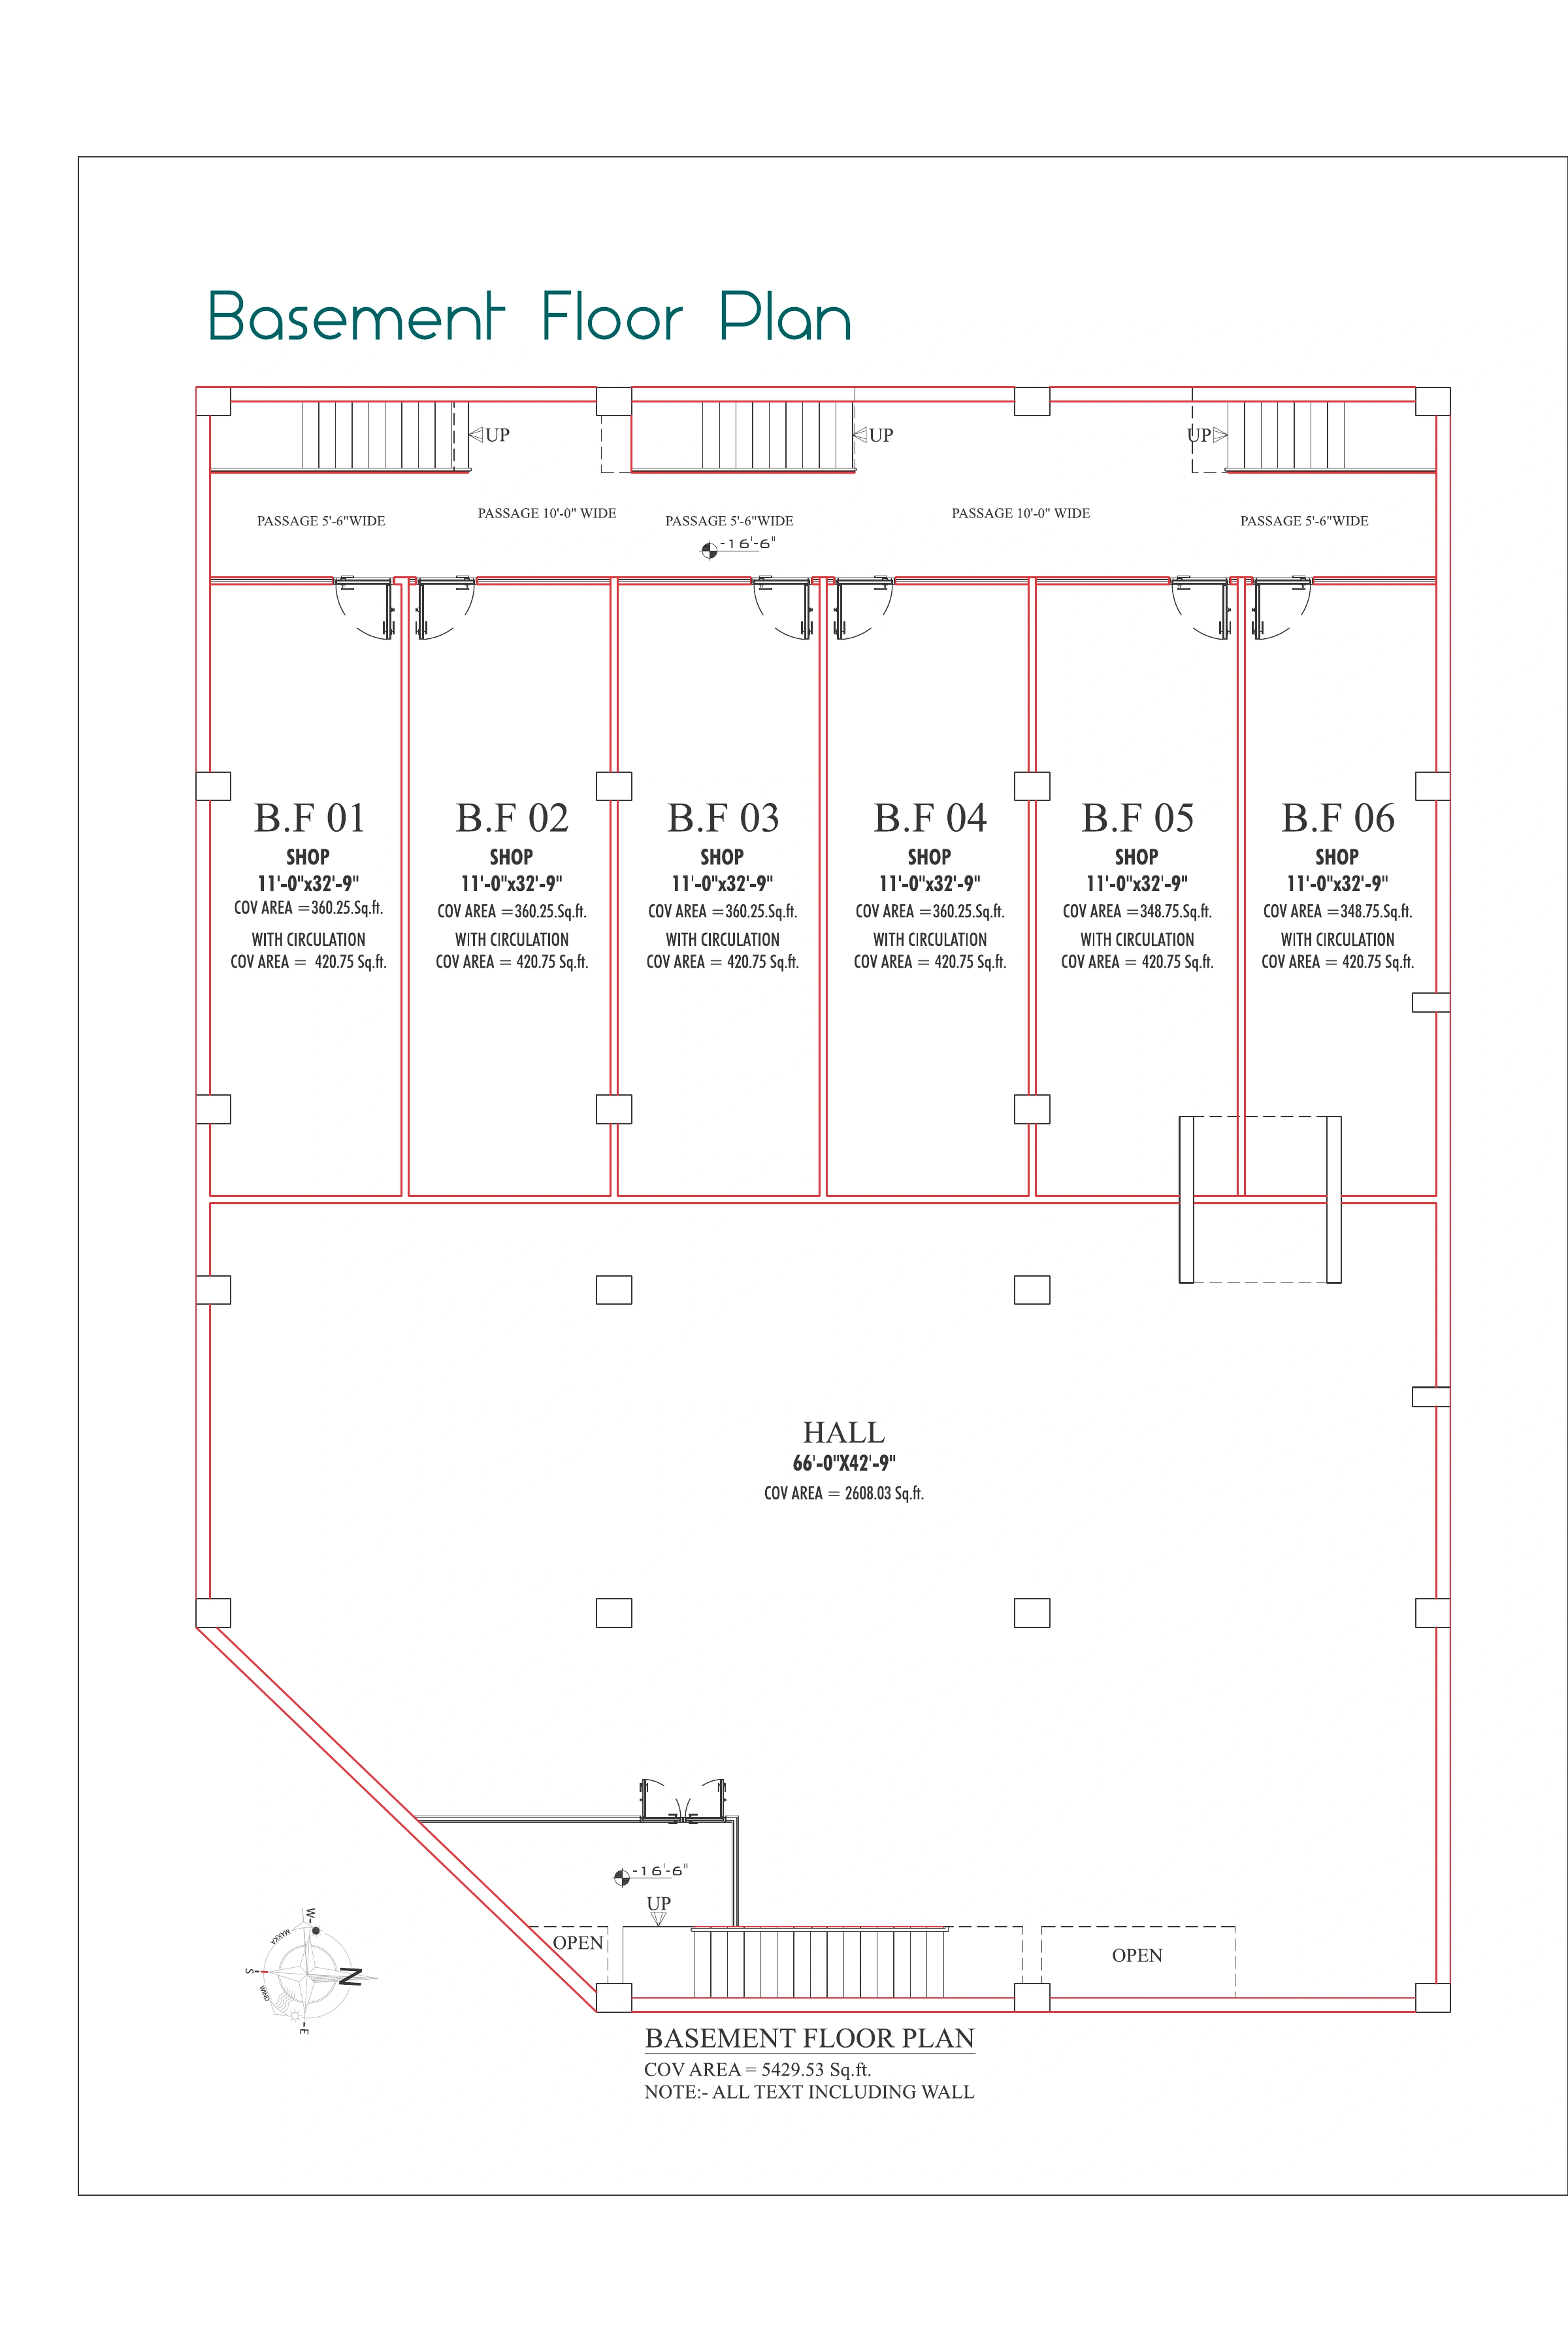 Basement Floor Plan
UP
UP
UP
PASSAGE 5'-6"WIDE
PASSAGE 10'-0" WIDE
PASSAGE 5'-6"WIDE
PASSAGE 10'-0" WIDE
PASSAGE 5'-6"WIDE
-16'-6"
B.F 01
SHOP
11'-0"x32'-9"
COV AREA =360.25.Sq.ft.
WITH CIRCULATION
COV AREA = 420.75 Sq.ft.
B.F 02
SHOP
11'-0"x32'-9"
COV AREA =360.25.Sq.ft.
WITH CIRCULATION
COV AREA = 420.75 Sq.ft.
B.F 03
SHOP
11'-0"x32'-9"
COV AREA =360.25.Sq.ft.
WITH CIRCULATION
COV AREA = 420.75 Sq.ft.
B.F 04
SHOP
11'-0"x32'-9"
COV AREA =360.25.Sq.ft.
WITH CIRCULATION
COV AREA = 420.75 Sq.ft.
B.F 05
SHOP
11'-0"x32'-9"
COV AREA =348.75.Sq.ft.
WITH CIRCULATION
COV AREA = 420.75 Sq.ft.
B.F 06
SHOP
11'-0"x32'-9"
COV AREA =348.75.Sq.ft.
WITH CIRCULATION
COV AREA = 420.75 Sq.ft.
HALL
66'-0"X42'-9"
COV AREA = 2608.03 Sq.ft.
-16'-6"
UP
OPEN
OPEN
W
MAKKA
S
N
WIND
E
BASEMENT FLOOR PLAN
COV AREA = 5429.53 Sq.ft.
NOTE:- ALL TEXT INCLUDING WALL